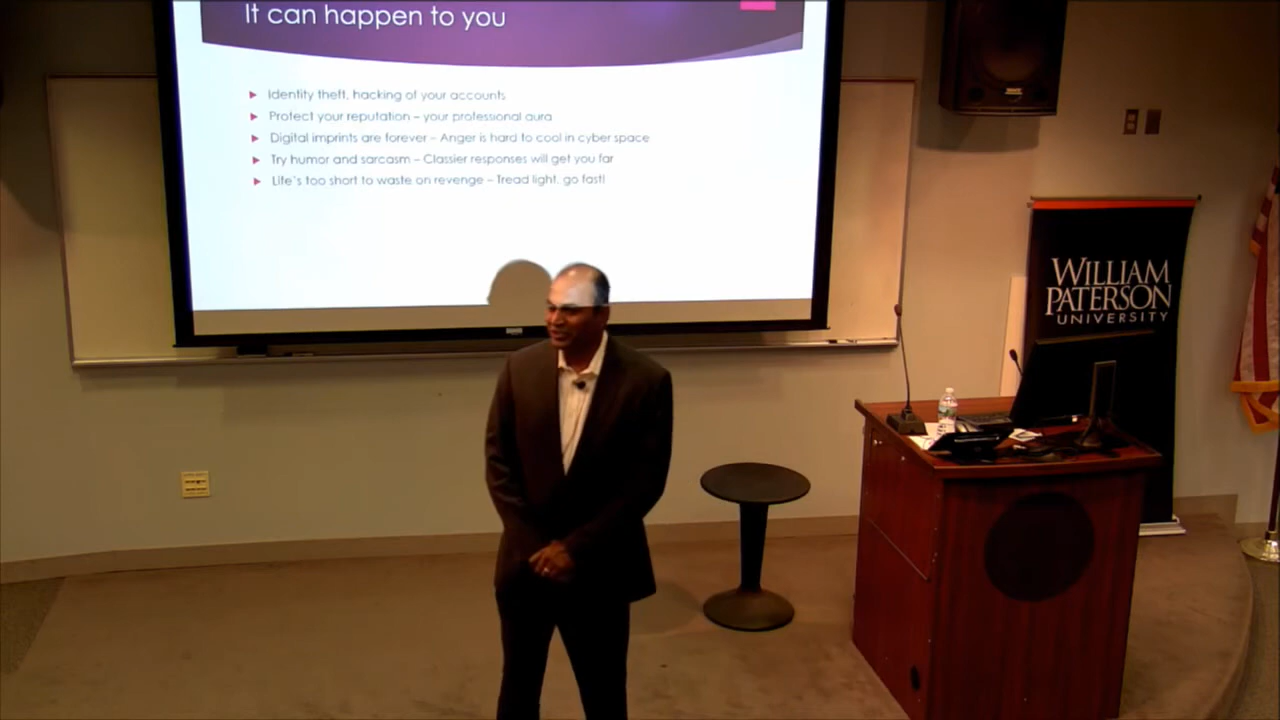 It can happen to you
Identity theft, hacking of your accounts
Protect your reputation – your professional aura
Digital imprints are forever – Anger is hard to cool in cyber space
Try humor and sarcasm – Classier responses will get you far
Life's too short to waste on revenge – Tread light, go fast!
WILLIAM
PATERSON
UNIVERSITY